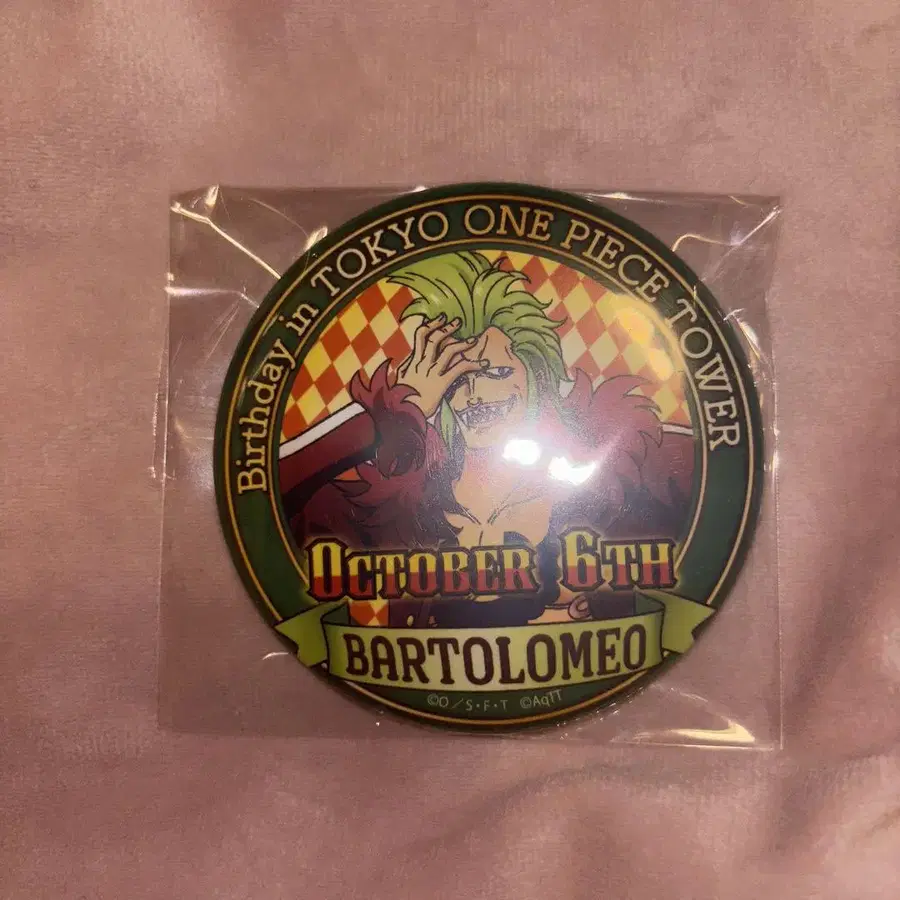 Birthday in TOKYO ONE PIECE TOWER
OCTOBER 6TH
BARTOLOMEO
©O/S・F・T ©AqTT